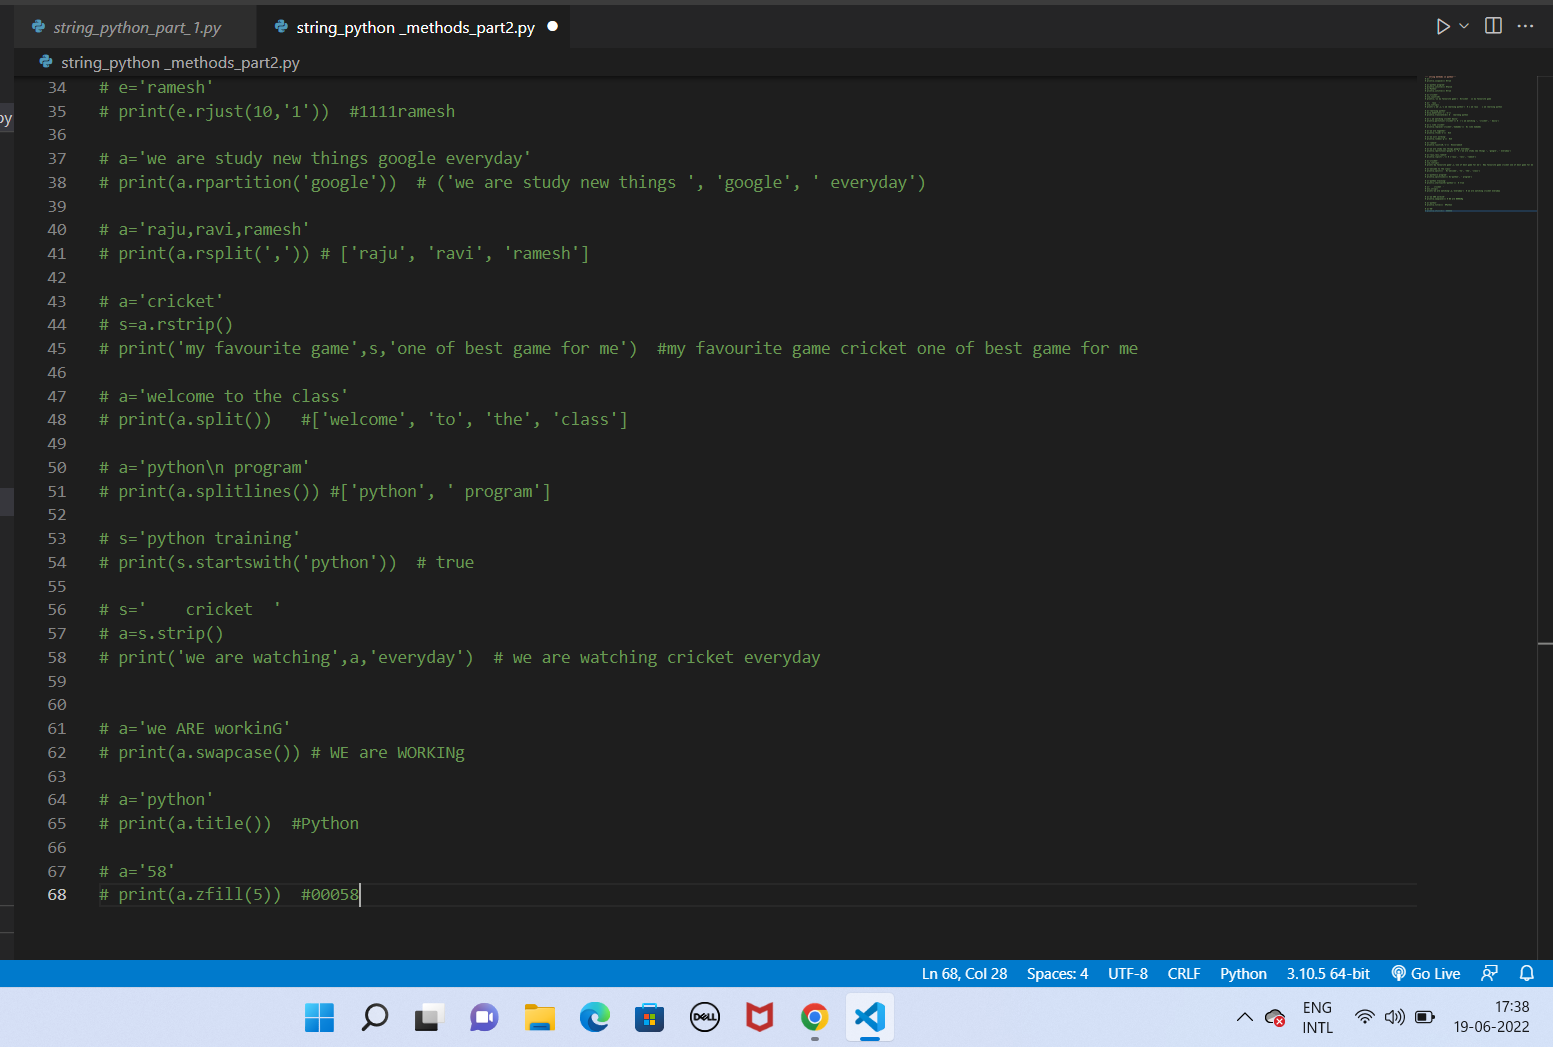 string_python_part_1.py
string_python _methods_part2.py
string_python _methods_part2.py
py
34 # e='ramesh'
35 # print(e.rjust(10,'1'))  #1111ramesh
36
37 # a='we are study new things google everyday'
38 # print(a.rpartition('google'))  # ('we are study new things ', 'google', ' everyday')
39
40 # a='raju,ravi,ramesh'
41 # print(a.rsplit(',')) # ['raju', 'ravi', 'ramesh']
42
43 # a='cricket'
44 # s=a.rstrip()
45 # print('my favourite game',s,'one of best game for me')  #my favourite game cricket one of best game for me
46
47 # a='welcome to the class'
48 # print(a.split())   #['welcome', 'to', 'the', 'class']
49
50 # a='python\n program'
51 # print(a.splitlines()) #['python', ' program']
52
53 # s='python training'
54 # print(s.startswith('python'))  # true
55
56 # s='    cricket  '
57 # a=s.strip()
58 # print('we are watching',a,'everyday')  # we are watching cricket everyday
59
60
61 # a='we ARE workinG'
62 # print(a.swapcase()) # WE are WORKINg
63
64 # a='python'
65 # print(a.title())  #Python
66
67 # a='58'
68 # print(a.zfill(5))  #00058
Ln 68, Col 28 Spaces: 4 UTF-8 CRLF Python 3.10.5 64-bit Go Live
DELL
ENG
INTL
17:38
19-06-2022